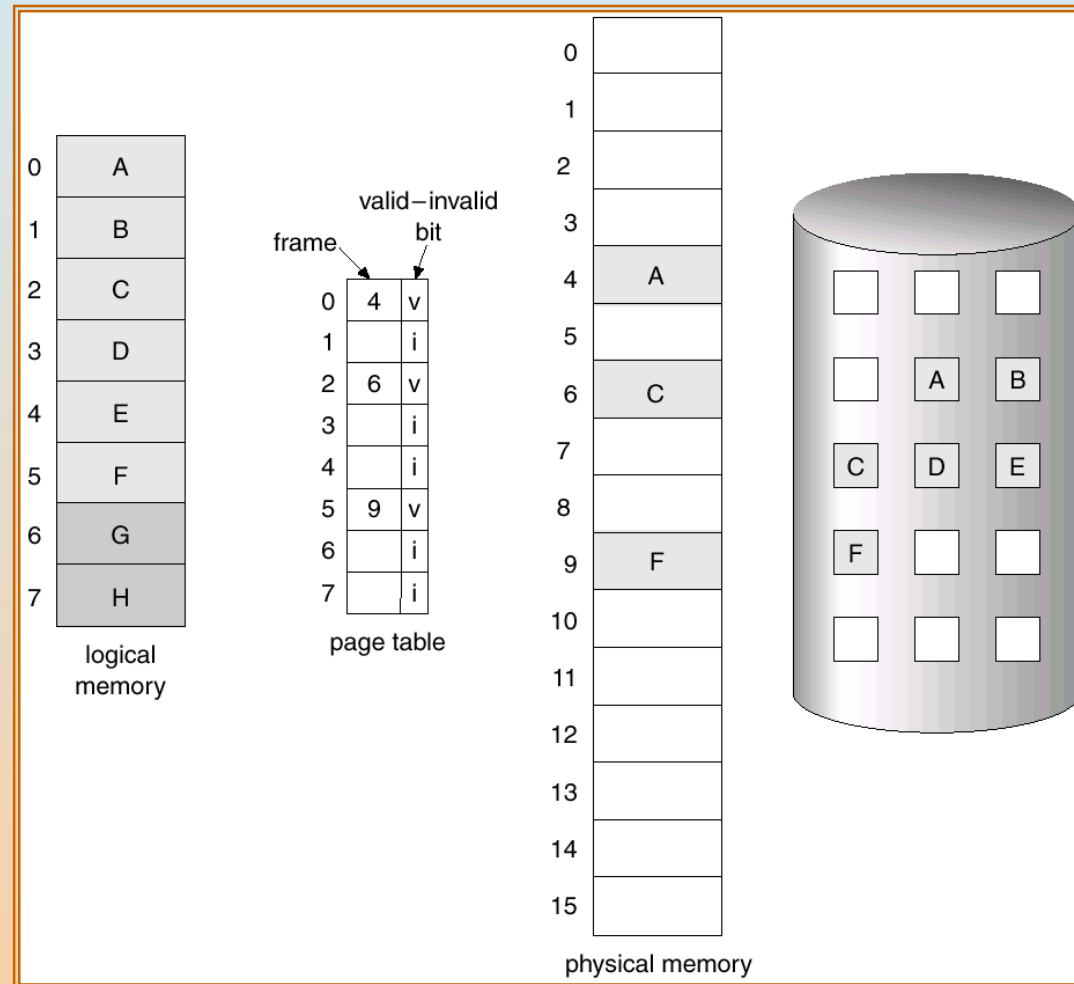 0 A
1 B
2 C
3 D
4 E
5 F
6 G
7 H
logical
memory
frame
valid–invalid
bit
0 4 v
1 i
2 6 v
3 i
4 i
5 9 v
6 i
7 i
page table
0
1
2
3
4 A
5
6 C
7
8
9 F
10
11
12
13
14
15
physical memory
A B
C D E
F